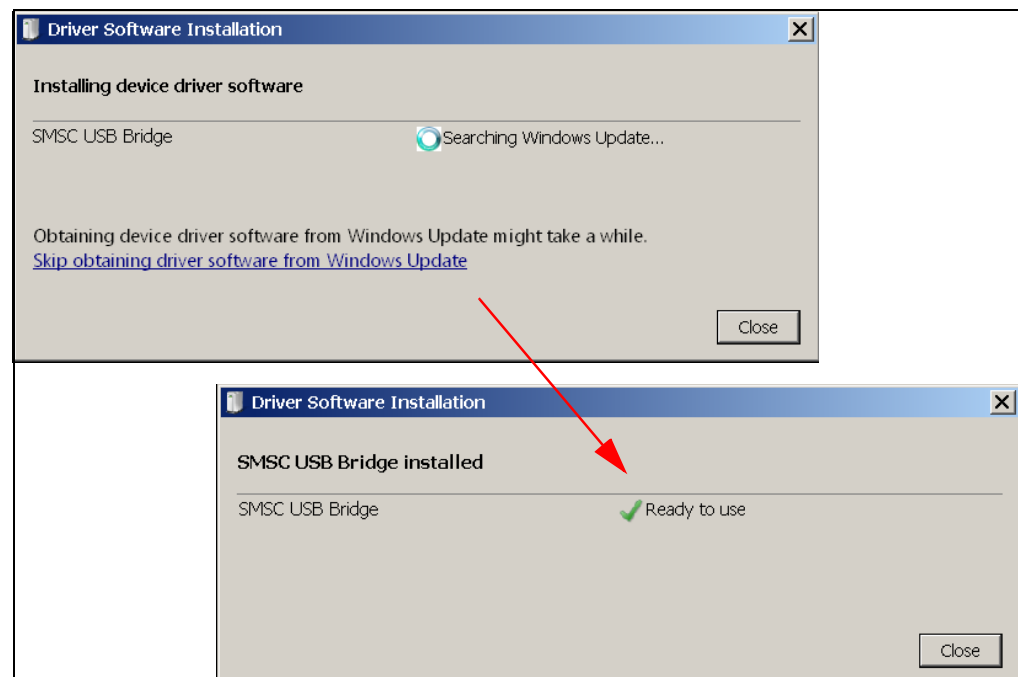 Driver Software Installation
Installing device driver software
SMSC USB Bridge Searching Windows Update...
Obtaining device driver software from Windows Update might take a while.
Skip obtaining driver software from Windows Update
Close
Driver Software Installation
SMSC USB Bridge installed
SMSC USB Bridge Ready to use
Close